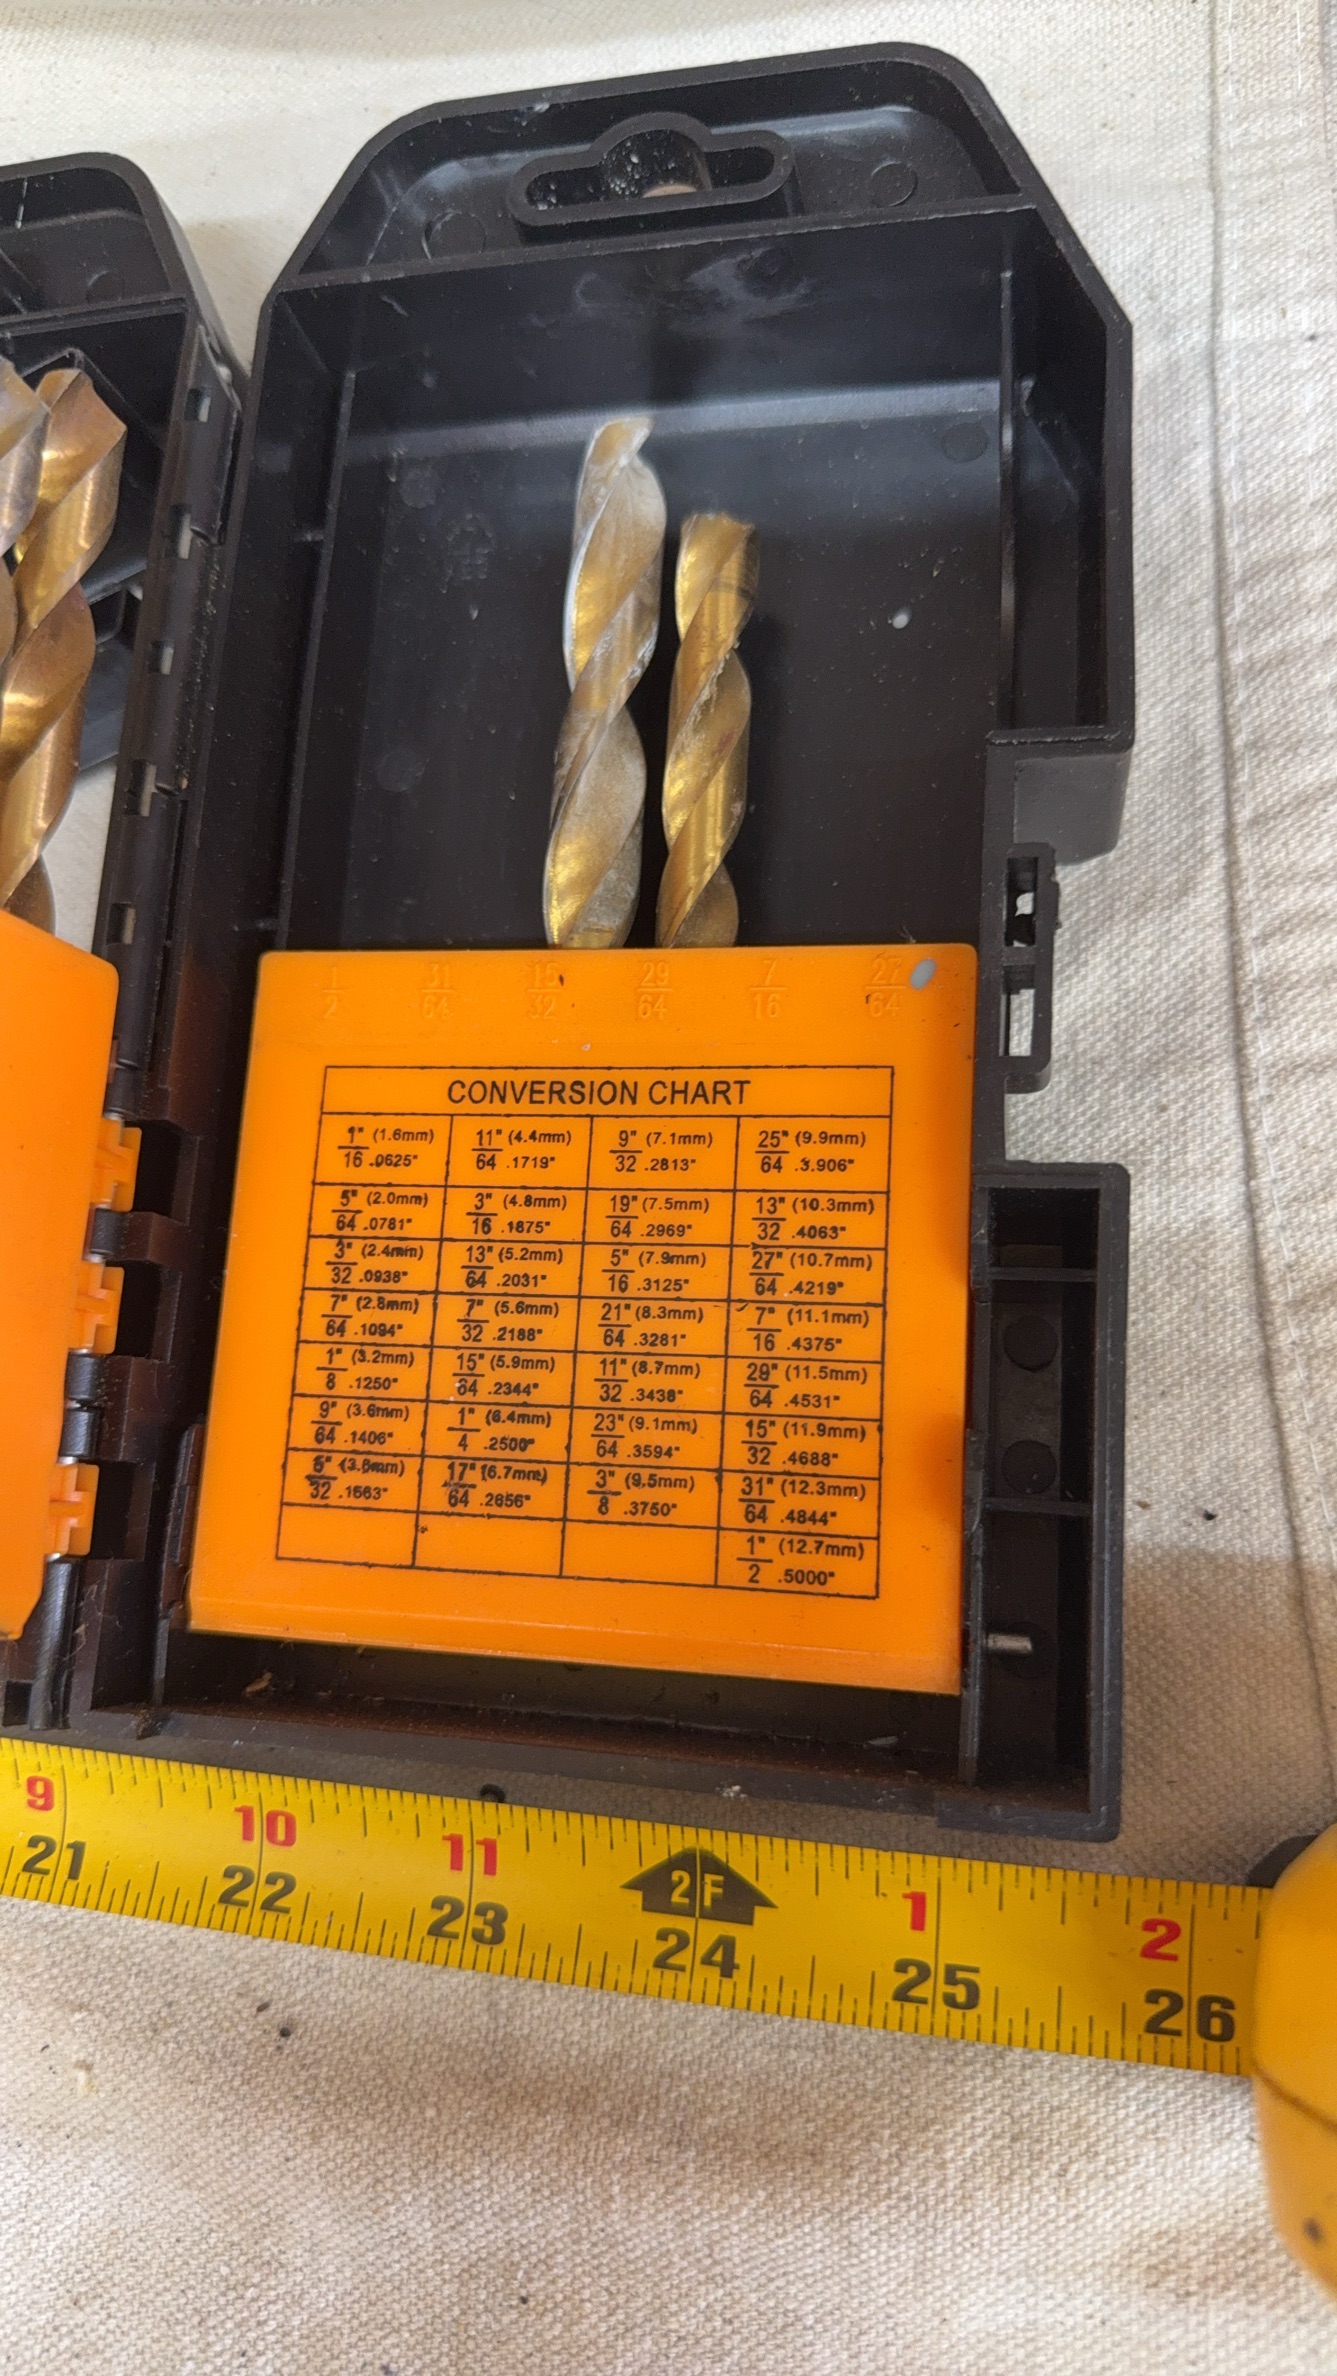 1/2 31/64 15/32 29/64 7/16 27/64
CONVERSION CHART
1"/16 (1.6mm) .0625" 11"/64 (4.4mm) .1719" 9"/32 (7.1mm) .2813" 25"/64 (9.9mm) .3.906"
5"/64 (2.0mm) .0781" 3"/16 (4.8mm) .1875" 19"/64 (7.5mm) .2969" 13"/32 (10.3mm) .4063"
3"/32 (2.4mm) .0938" 13"/64 (5.2mm) .2031" 5"/16 (7.9mm) .3125" 27"/64 (10.7mm) .4219"
7"/64 (2.8mm) .1094" 7"/32 (5.6mm) .2188" 21"/64 (8.3mm) .3281" 7"/16 (11.1mm) .4375"
1"/8 (3.2mm) .1250" 15"/64 (5.9mm) .2344" 11"/32 (8.7mm) .3438" 29"/64 (11.5mm) .4531"
9"/64 (3.6mm) .1406" 1"/4 (6.4mm) .2500" 23"/64 (9.1mm) .3594" 15"/32 (11.9mm) .4688"
5"/32 .1563" 17"/64 (6.7mm) .2656" 3"/8 (9.5mm) .3750" 31"/64 (12.3mm) .4844"
1"/2 (12.7mm) .5000"
9 10 11 2F 1 2
21 22 23 24 25 26